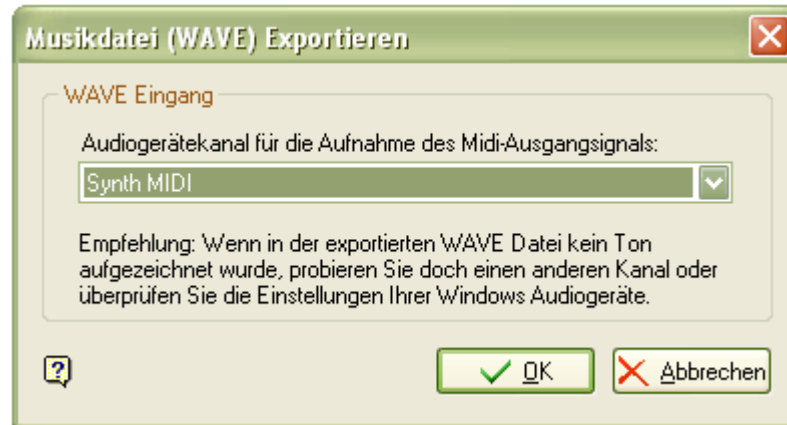 Musikdatei (WAVE) Exportieren
WAVE Eingang
Audiogerätekanal für die Aufnahme des Midi-Ausgangsignals:
Synth MIDI
Empfehlung: Wenn in der exportierten WAVE Datei kein Ton
aufgezeichnet wurde, probieren Sie doch einen anderen Kanal oder
überprüfen Sie die Einstellungen Ihrer Windows Audiogeräte.
OK
Abbrechen